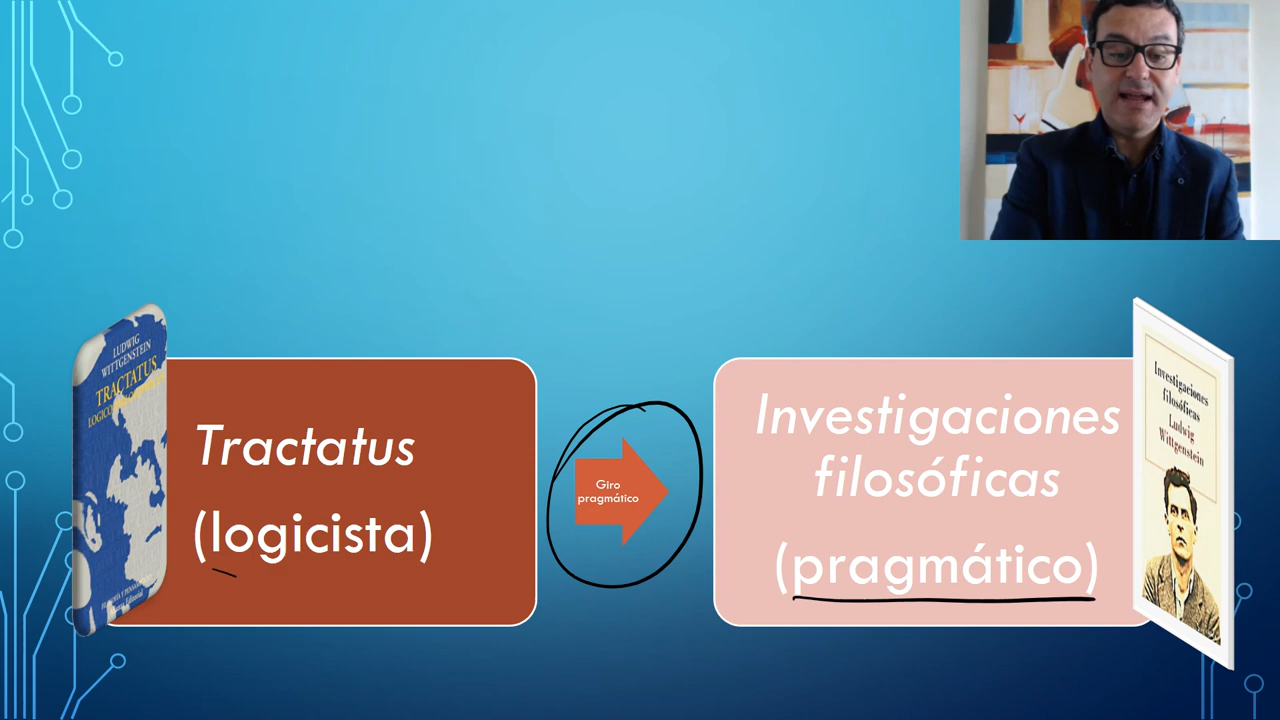 LUDWIG
WITTGENSTEIN
TRACTATUS
Tractatus
(logicista)
Giro
pragmático
Investigaciones
filosóficas
(pragmático)
Investigaciones
filosóficas
Ludwig
Wittgenstein